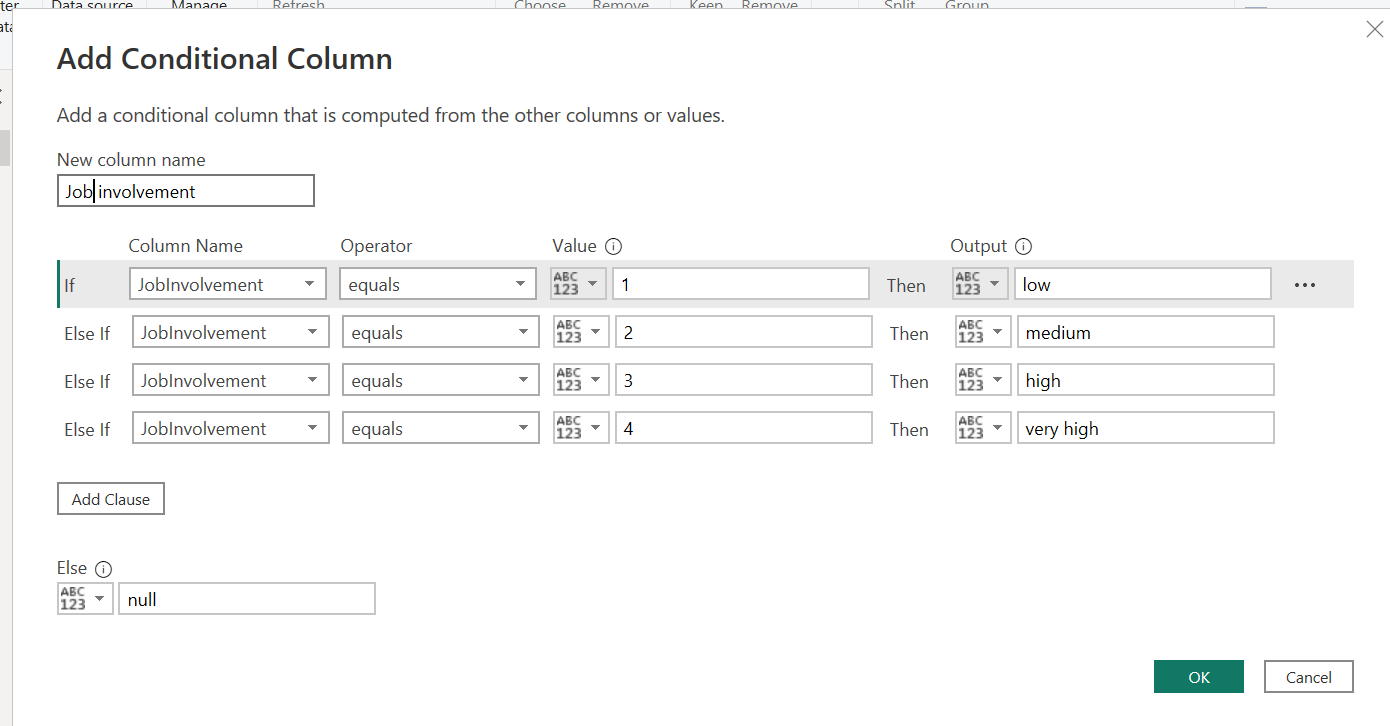 Data source Manage Refresh Choose Remove Keep Remove Split Group
Add Conditional Column
Add a conditional column that is computed from the other columns or values.
New column name
Job involvement
Column Name Operator Value Output
If JobInvolvement equals ABC 123 1 Then ABC 123 low ...
Else If JobInvolvement equals ABC 123 2 Then ABC 123 medium
Else If JobInvolvement equals ABC 123 3 Then ABC 123 high
Else If JobInvolvement equals ABC 123 4 Then ABC 123 very high
Add Clause
Else
ABC 123 null
OK Cancel